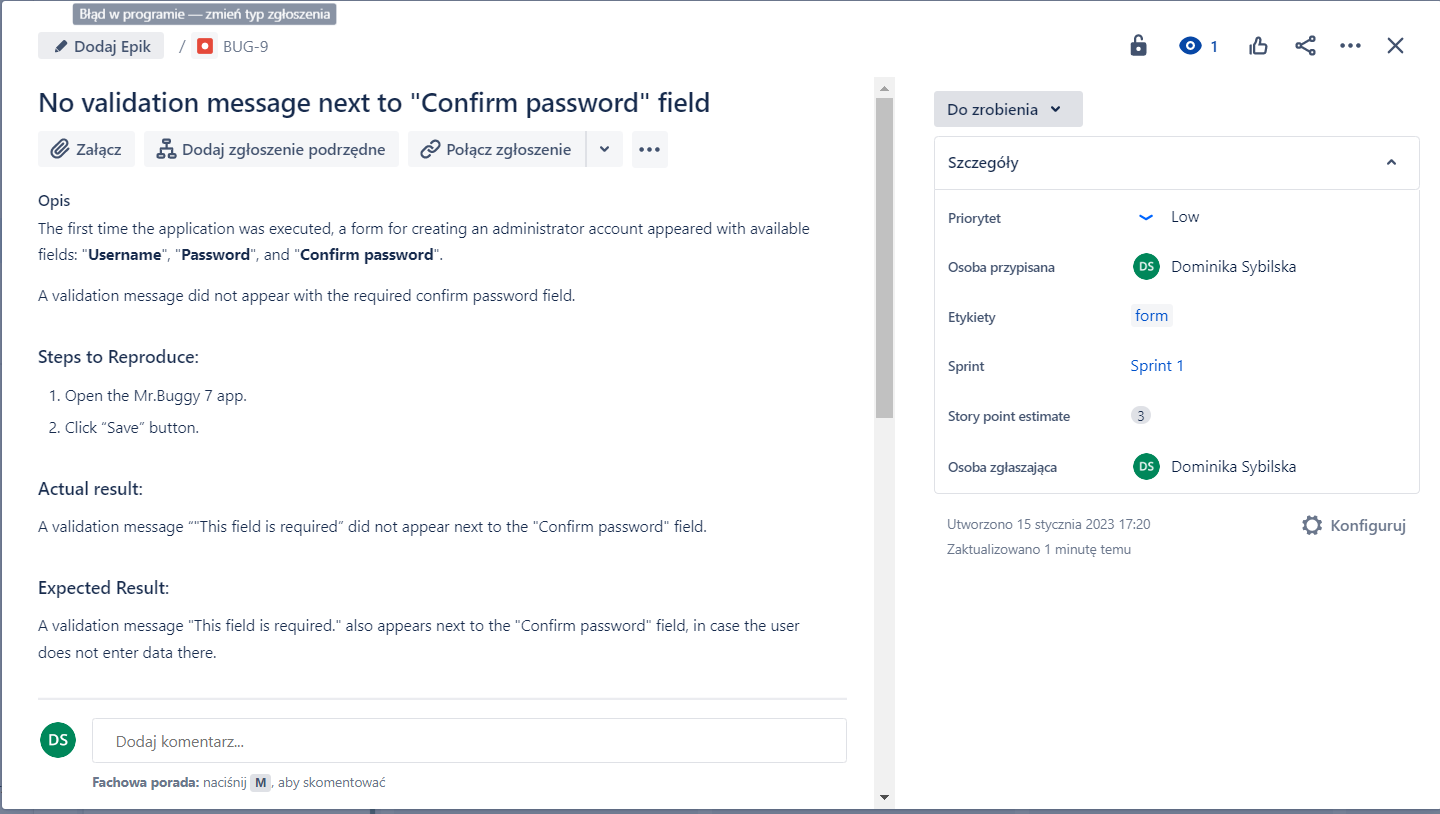 Błąd w programie — zmień typ zgłoszenia
Dodaj Epik / BUG-9
1
No validation message next to "Confirm password" field
Załącz Dodaj zgłoszenie podrzędne Połącz zgłoszenie
Opis
The first time the application was executed, a form for creating an administrator account appeared with available
fields: "Username", "Password", and "Confirm password".
A validation message did not appear with the required confirm password field.
Steps to Reproduce:
1. Open the Mr.Buggy 7 app.
2. Click “Save” button.
Actual result:
A validation message “"This field is required” did not appear next to the "Confirm password" field.
Expected Result:
A validation message "This field is required." also appears next to the "Confirm password" field, in case the user
does not enter data there.
DS Dodaj komentarz...
Fachowa porada: naciśnij M, aby skomentować
Do zrobienia
Szczegóły
Priorytet Low
Osoba przypisana DS Dominika Sybilska
Etykiety form
Sprint Sprint 1
Story point estimate 3
Osoba zgłaszająca DS Dominika Sybilska
Utworzono 15 stycznia 2023 17:20
Zaktualizowano 1 minutę temu
Konfiguruj